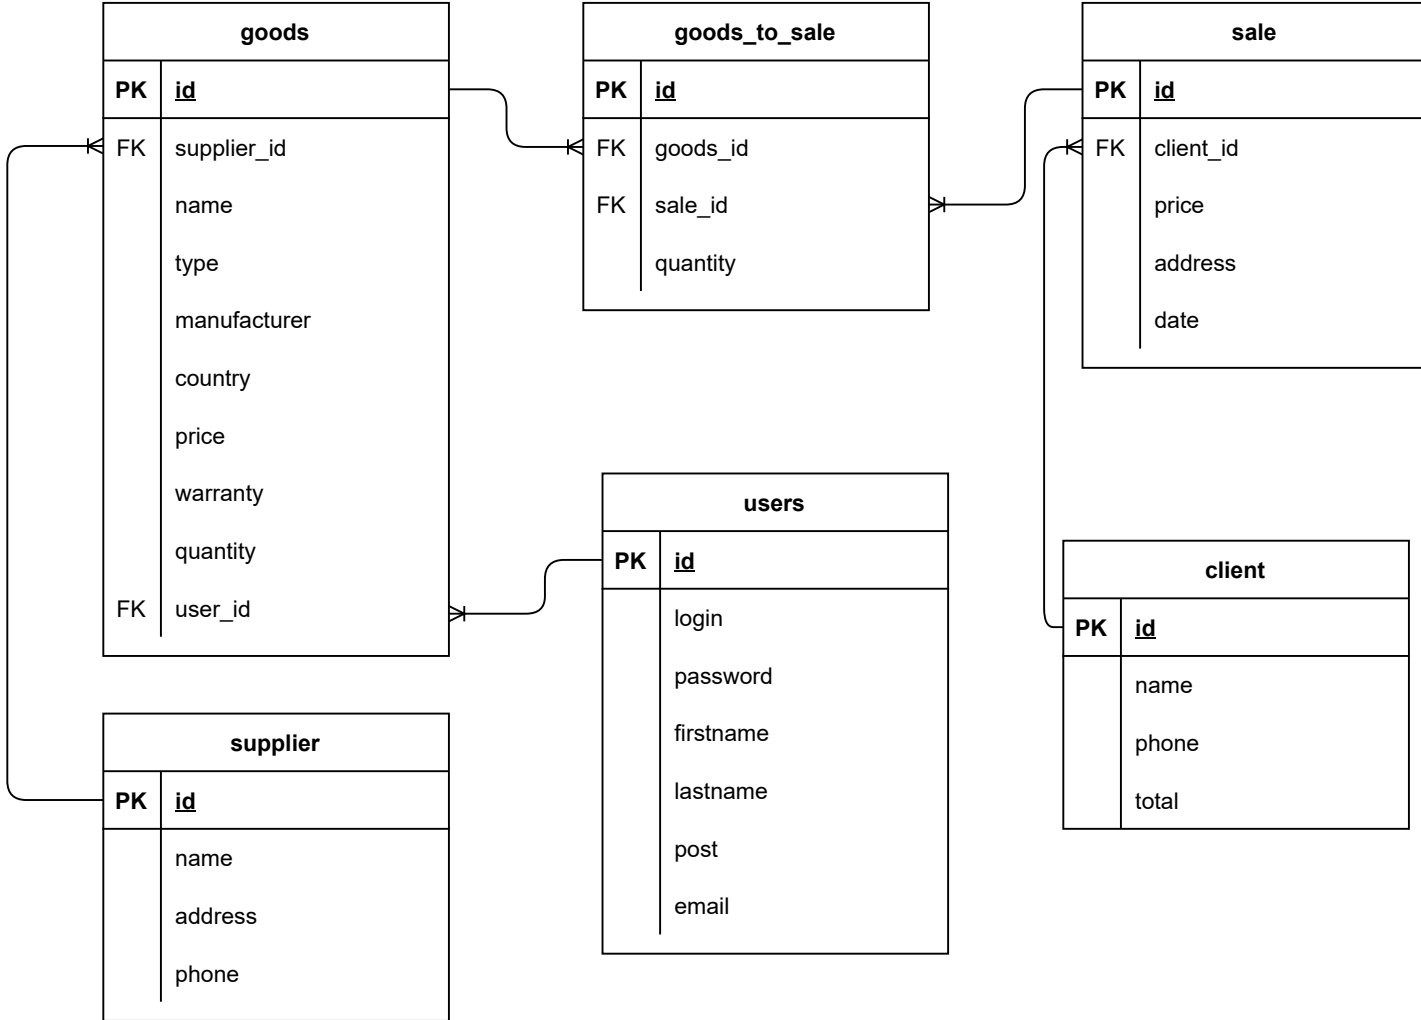 goods
PK id
FK supplier_id
name
type
manufacturer
country
price
warranty
quantity
FK user_id
goods_to_sale
PK id
FK goods_id
FK sale_id
quantity
sale
PK id
FK client_id
price
address
date
users
PK id
login
password
firstname
lastname
post
email
client
PK id
name
phone
total
supplier
PK id
name
address
phone